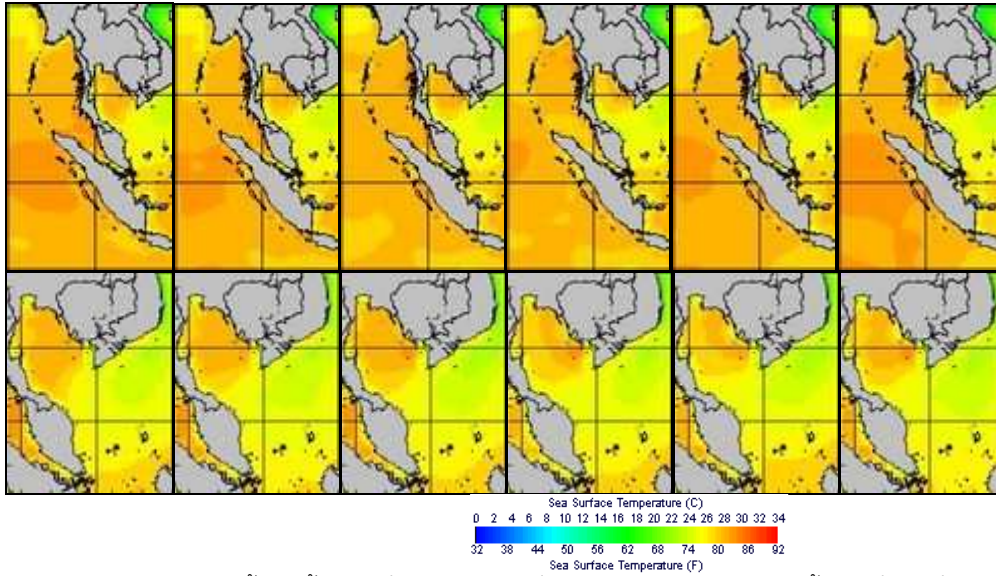 Sea Surface Temperature (C)
0 2 4 6 8 10 12 14 16 18 20 22 24 26 28 30 32 34
32 38 44 50 56 62 68 74 80 86 92
Sea Surface Temperature (F)